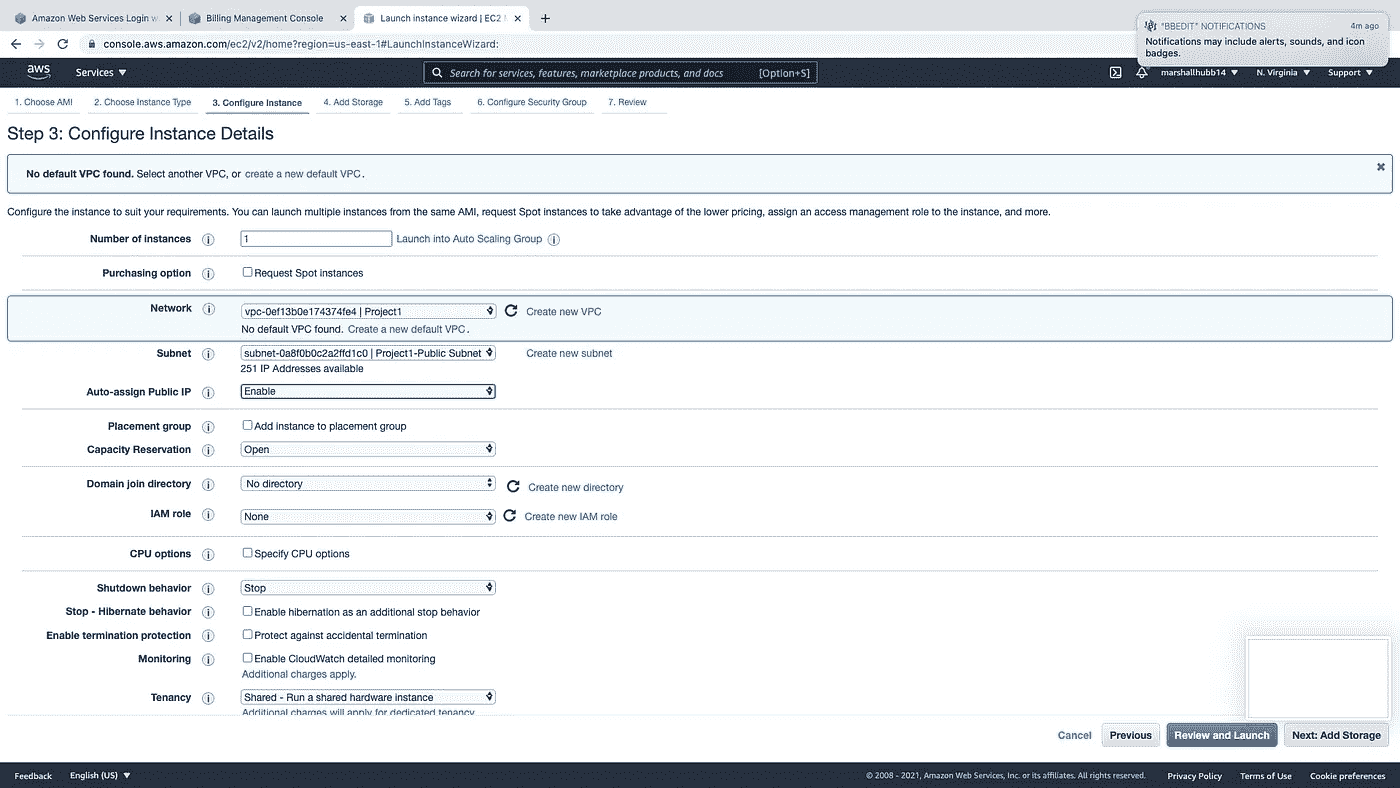 Amazon Web Services Login w
Billing Management Console
Launch instance wizard | EC2
"BBEDIT" NOTIFICATIONS
4m ago
Notifications may include alerts, sounds, and icon
badges.
console.aws.amazon.com/ec2/v2/home?region=us-east-1#LaunchInstanceWizard:
aws
Services
Search for services, features, marketplace products, and docs
[Option+S]
marshallhubb14
N. Virginia
Support
1. Choose AMI
2. Choose Instance Type
3. Configure Instance
4. Add Storage
5. Add Tags
6. Configure Security Group
7. Review
Step 3: Configure Instance Details
No default VPC found. Select another VPC, or create a new default VPC.
Configure the instance to suit your requirements. You can launch multiple instances from the same AMI, request Spot instances to take advantage of the lower pricing, assign an access management role to the instance, and more.
Number of instances
1
Launch into Auto Scaling Group
Purchasing option
Request Spot instances
Network
vpc-0ef13b0e174374fe4 | Project1
Create new VPC
No default VPC found. Create a new default VPC.
Subnet
subnet-0a8f0b0c2a2ffd1c0 | Project1-Public Subnet
Create new subnet
251 IP Addresses available
Auto-assign Public IP
Enable
Placement group
Add instance to placement group
Capacity Reservation
Open
Domain join directory
No directory
Create new directory
IAM role
None
Create new IAM role
CPU options
Specify CPU options
Shutdown behavior
Stop
Stop - Hibernate behavior
Enable hibernation as an additional stop behavior
Enable termination protection
Protect against accidental termination
Monitoring
Enable CloudWatch detailed monitoring
Additional charges apply.
Tenancy
Shared - Run a shared hardware instance
Additional charges will apply for dedicated tenancy
Cancel
Previous
Review and Launch
Next: Add Storage
Feedback
English (US)
© 2008 - 2021, Amazon Web Services, Inc. or its affiliates. All rights reserved.
Privacy Policy
Terms of Use
Cookie preferences